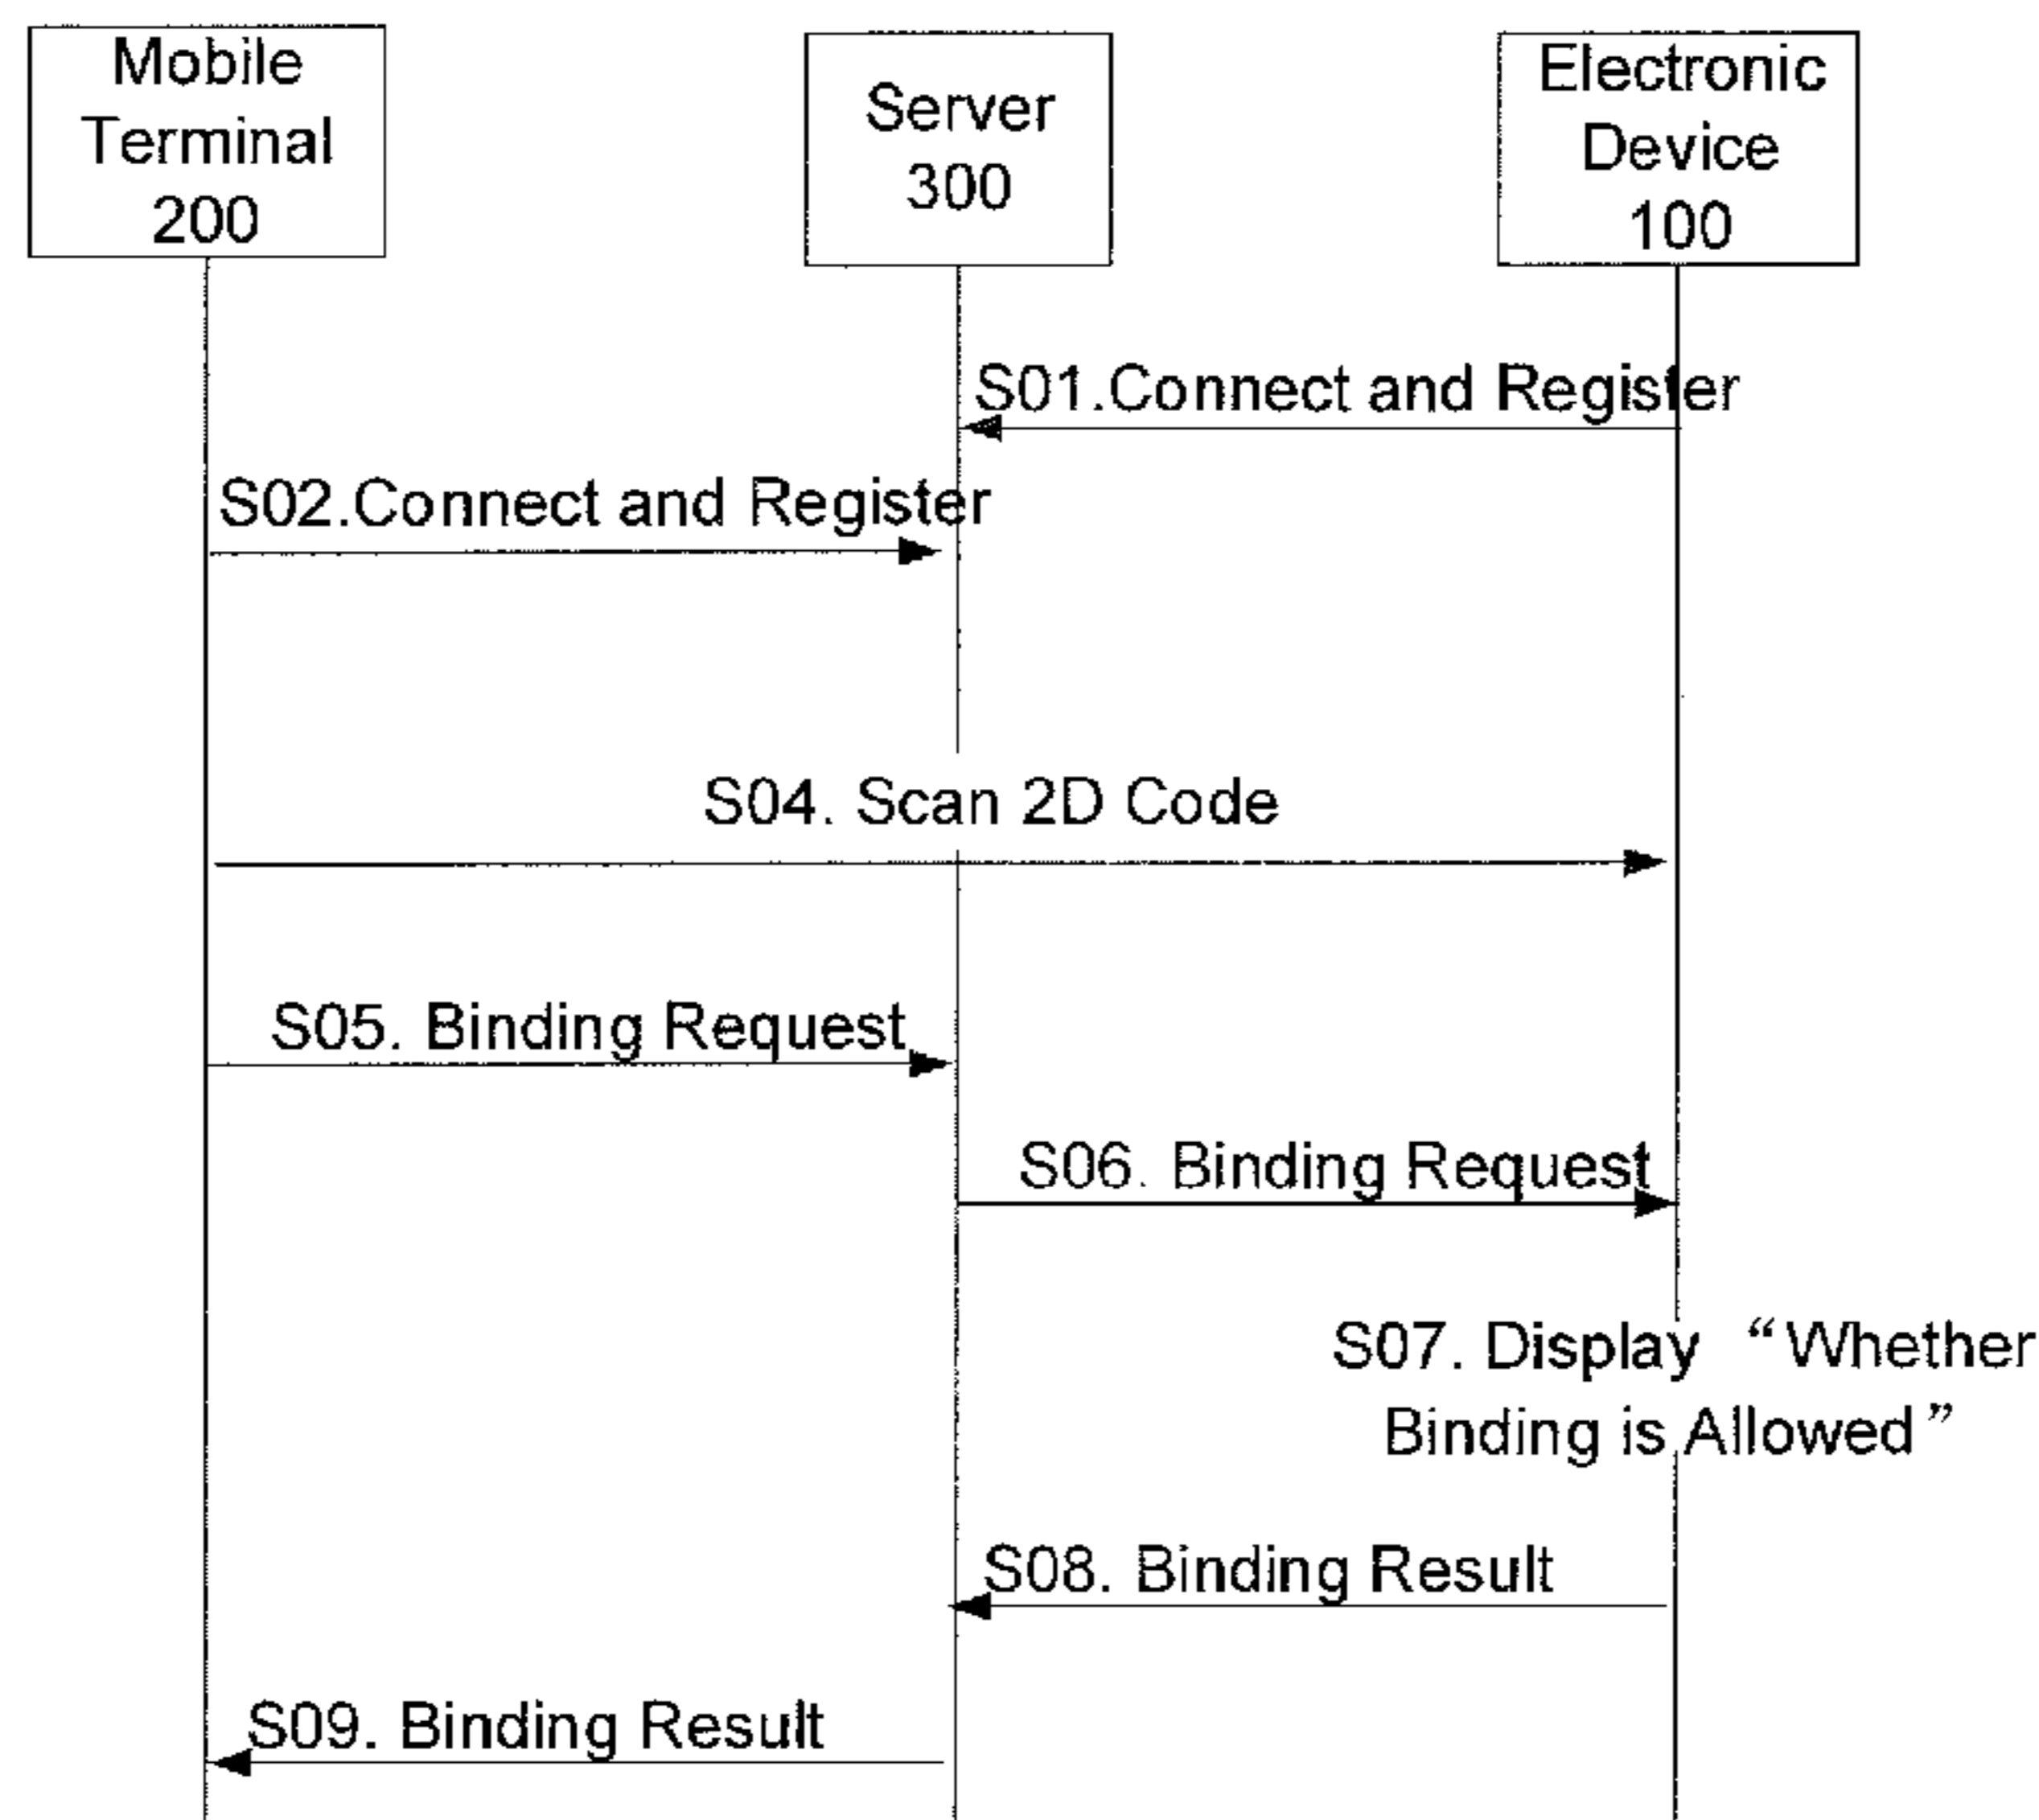 Mobile
Terminal
200
Server
300
Electronic
Device
100
S01.Connect and Register
S02.Connect and Register
S04. Scan 2D Code
S05. Binding Request
S06. Binding Request
S07. Display “Whether
Binding is Allowed”
S08. Binding Result
S09. Binding Result